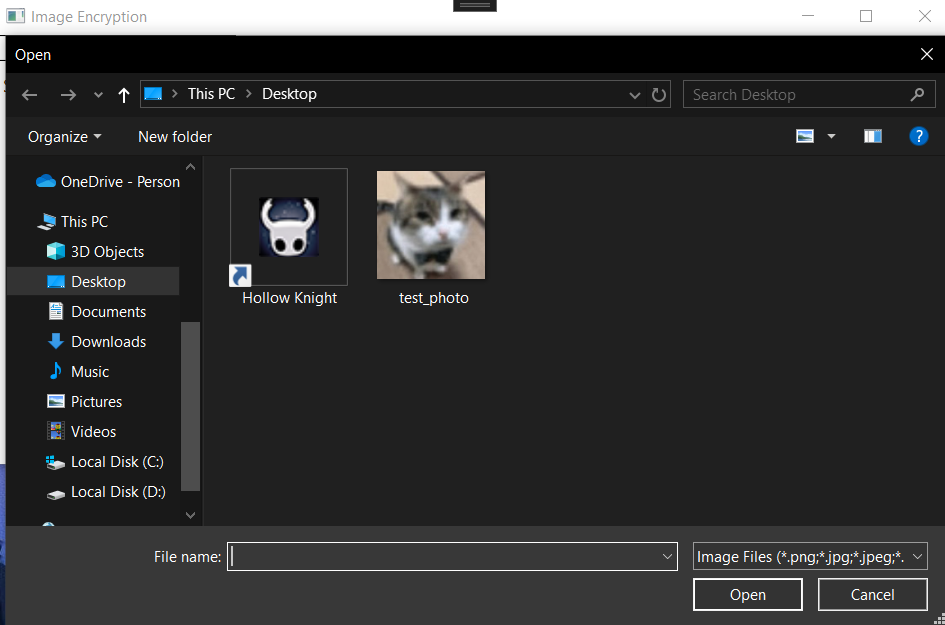 Image Encryption
Open
This PC > Desktop
Search Desktop
Organize
New folder
?
OneDrive - Person
This PC
3D Objects
Desktop
Documents
Downloads
Music
Pictures
Videos
Local Disk (C:)
Local Disk (D:)
Hollow Knight
test_photo
File name:
Image Files (*.png;*.jpg;*.jpeg;*.
Open
Cancel